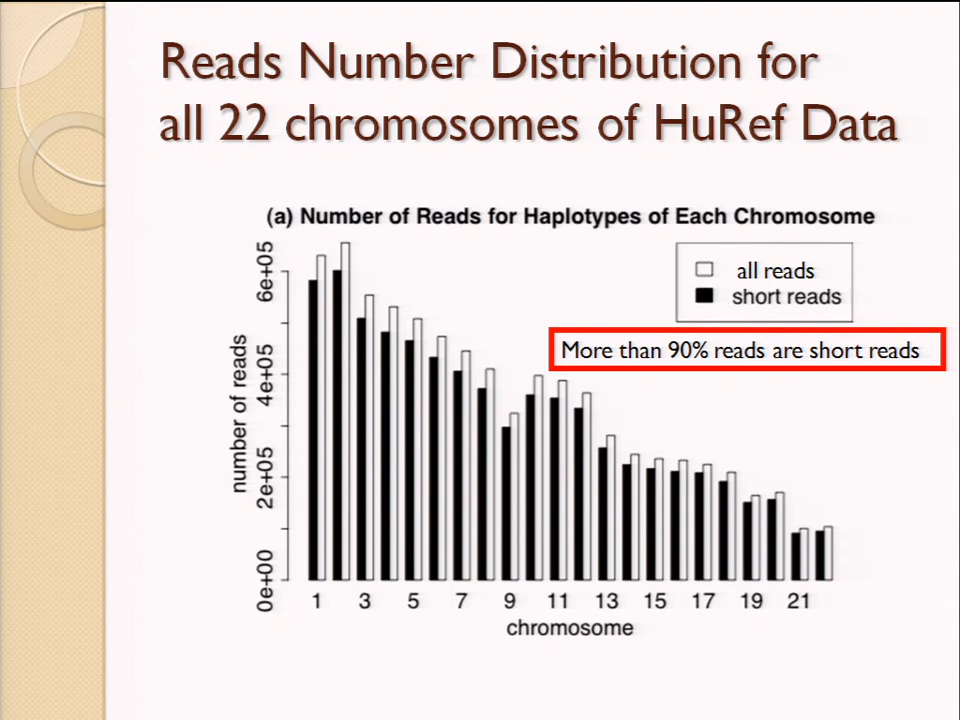 Reads Number Distribution for
all 22 chromosomes of HuRef Data
(a) Number of Reads for Haplotypes of Each Chromosome
all reads
short reads
More than 90% reads are short reads
number of reads
6e+05
4e+05
2e+05
0e+00
1 3 5 7 9 11 13 15 17 19 21
chromosome